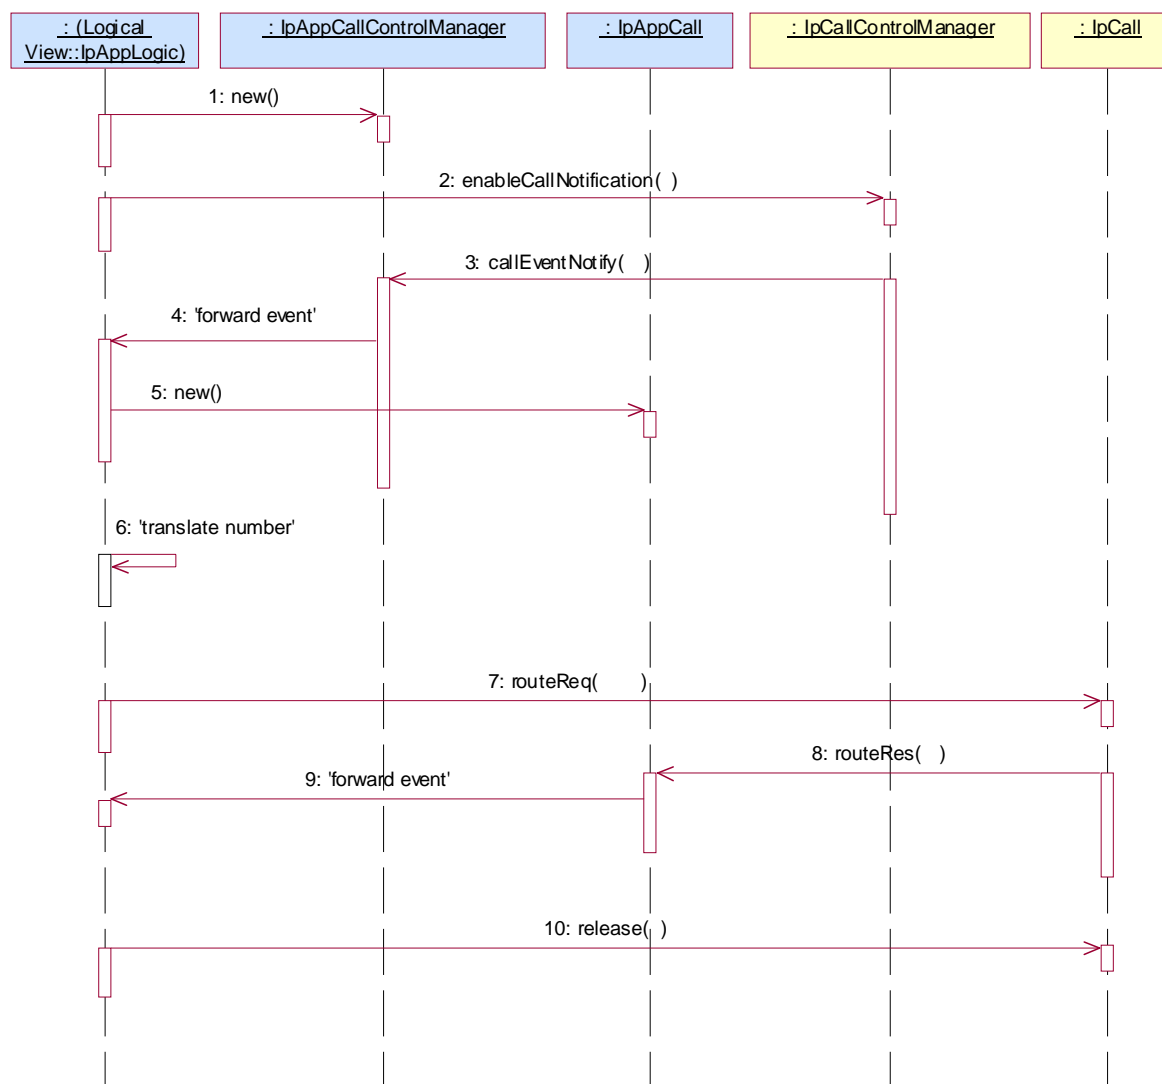 : (Logical
View::IpAppLogic)
: IpAppCallControlManager
: IpAppCall
: IpCallControlManager
: IpCall
1: new()
2: enableCallNotification( )
3: callEventNotify( )
4: 'forward event'
5: new()
6: 'translate number'
7: routeReq( )
8: routeRes( )
9: 'forward event'
10: release( )